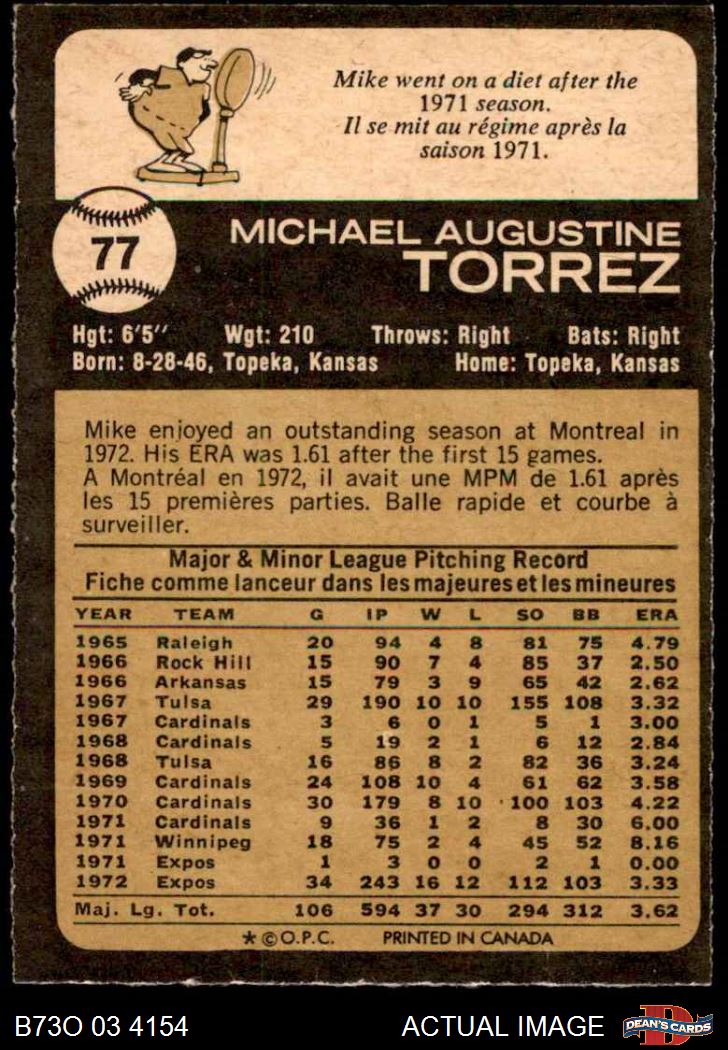 Mike went on a diet after the
1971 season.
Il se mit au régime après la
saison 1971.
77
MICHAEL AUGUSTINE
TORREZ
Hgt: 6'5" Wgt: 210 Throws: Right Bats: Right
Born: 8-28-46, Topeka, Kansas Home: Topeka, Kansas
Mike enjoyed an outstanding season at Montreal in
1972. His ERA was 1.61 after the first 15 games.
A Montréal en 1972, il avait une MPM de 1.61 après
les 15 premières parties. Balle rapide et courbe à
surveiller.
Major & Minor League Pitching Record
Fiche comme lanceur dans les majeures et les mineures
YEAR TEAM G IP W L SO BB ERA
1965 Raleigh 20 94 4 8 81 75 4.79
1966 Rock Hill 15 90 7 4 85 37 2.50
1966 Arkansas 15 79 3 9 65 42 2.62
1967 Tulsa 29 190 10 10 155 108 3.32
1967 Cardinals 3 6 0 1 5 1 3.00
1968 Cardinals 5 19 2 1 6 12 2.84
1968 Tulsa 16 86 8 2 82 36 3.24
1969 Cardinals 24 108 10 4 61 62 3.58
1970 Cardinals 30 179 8 10 100 103 4.22
1971 Cardinals 9 36 1 2 8 30 6.00
1971 Winnipeg 18 75 2 4 45 52 8.16
1971 Expos 1 3 0 0 2 1 0.00
1972 Expos 34 243 16 12 112 103 3.33
Maj. Lg. Tot. 106 594 37 30 294 312 3.62
* © O.P.C. PRINTED IN CANADA
B73O 03 4154 ACTUAL IMAGE D DEAN'S CARDS